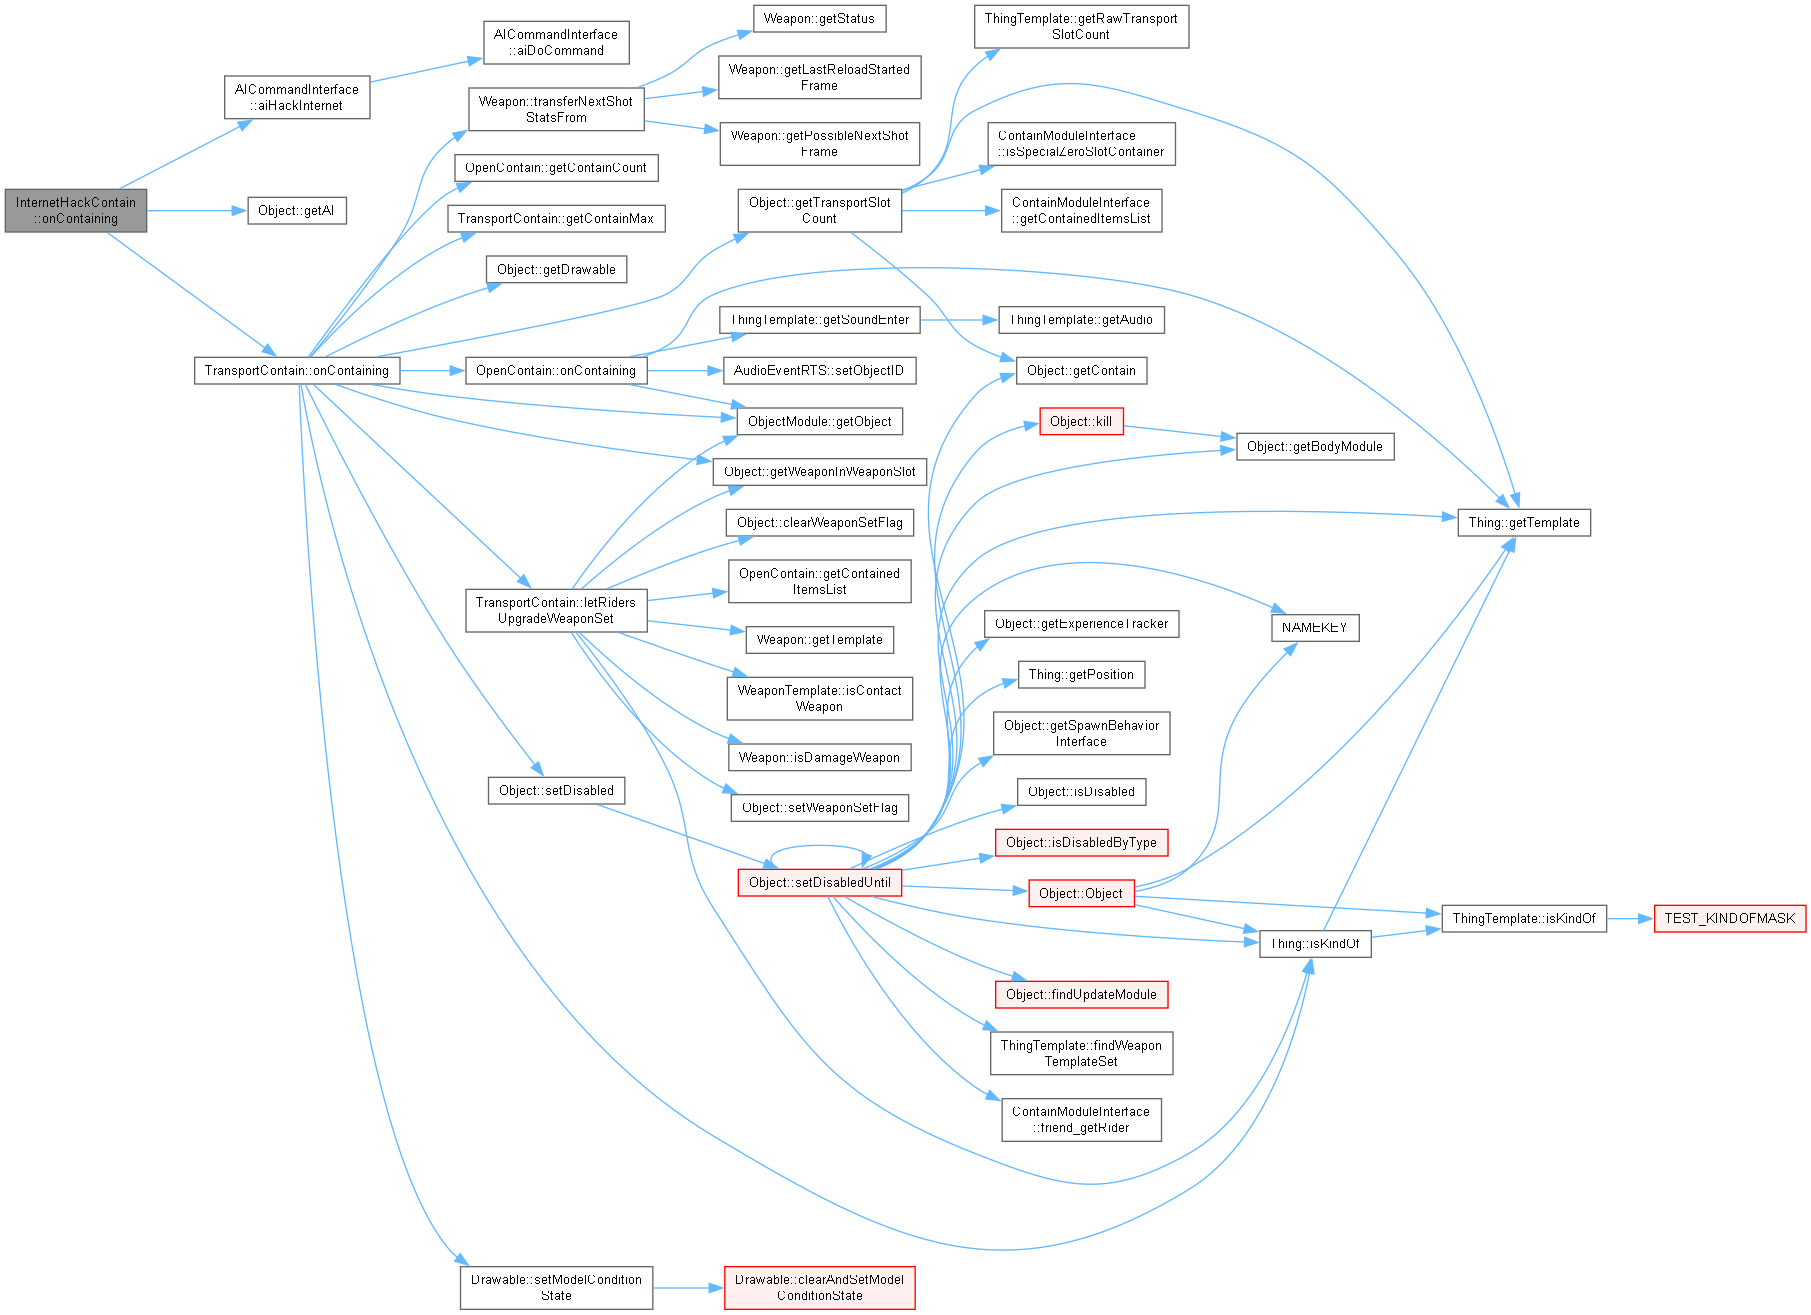 InternetHackContain
::onContaining
AICommandInterface
::aiHackInternet
AICommandInterface
::aiDoCommand
Object::getAI
TransportContain::onContaining
Weapon::transferNextShot
StatsFrom
Weapon::getStatus
Weapon::getLastReloadStarted
Frame
Weapon::getPossibleNextShot
Frame
OpenContain::getContainCount
TransportContain::getContainMax
Object::getDrawable
Object::getTransportSlot
Count
ThingTemplate::getRawTransport
SlotCount
ContainModuleInterface
::isSpecialZeroSlotContainer
ContainModuleInterface
::getContainedItemsList
OpenContain::onContaining
ThingTemplate::getSoundEnter
ThingTemplate::getAudio
AudioEventRTS::setObjectID
Object::getContain
ObjectModule::getObject
Object::kill
Object::getBodyModule
Object::getWeaponInWeaponSlot
Object::clearWeaponSetFlag
Thing::getTemplate
OpenContain::getContained
ItemsList
TransportContain::letRiders
UpgradeWeaponSet
Weapon::getTemplate
Object::getExperienceTracker
NAMEKEY
Thing::getPosition
WeaponTemplate::isContact
Weapon
Object::getSpawnBehavior
Interface
Weapon::isDamageWeapon
Object::setDisabled
Object::isDisabled
Object::setWeaponSetFlag
Object::isDisabledByType
Object::setDisabledUntil
Object::Object
ThingTemplate::isKindOf
TEST_KINDOFMASK
Thing::isKindOf
Object::findUpdateModule
ThingTemplate::findWeapon
TemplateSet
ContainModuleInterface
::friend_getRider
Drawable::setModelCondition
State
Drawable::clearAndSetModel
ConditionState